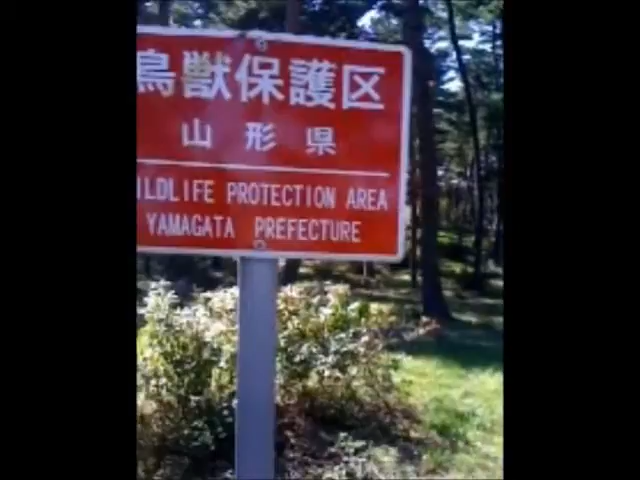 鳥獣保護区
山形県
ILDLIFE PROTECTION AREA
YAMAGATA PREFECTURE